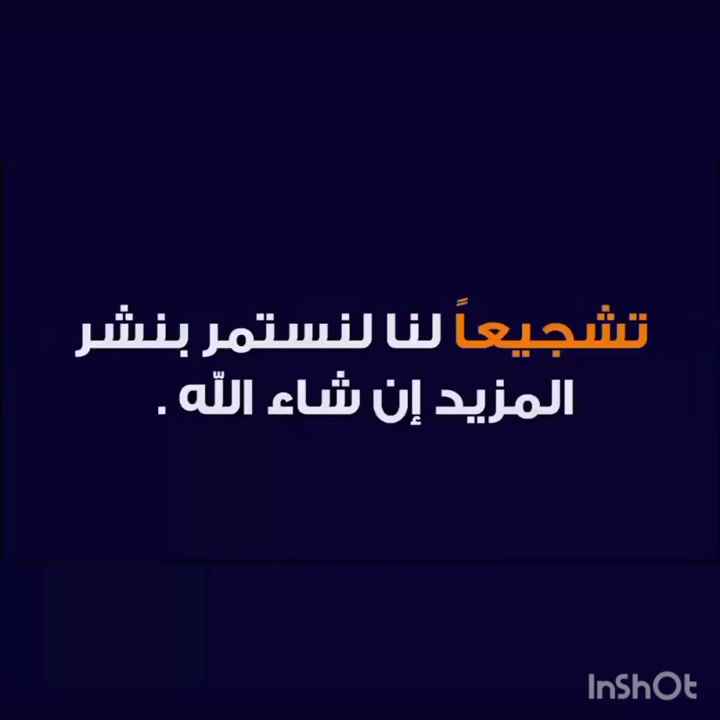 تشجيعاً لنا لنستمر بنشر
المزيد إن شاء الله .
InShOt